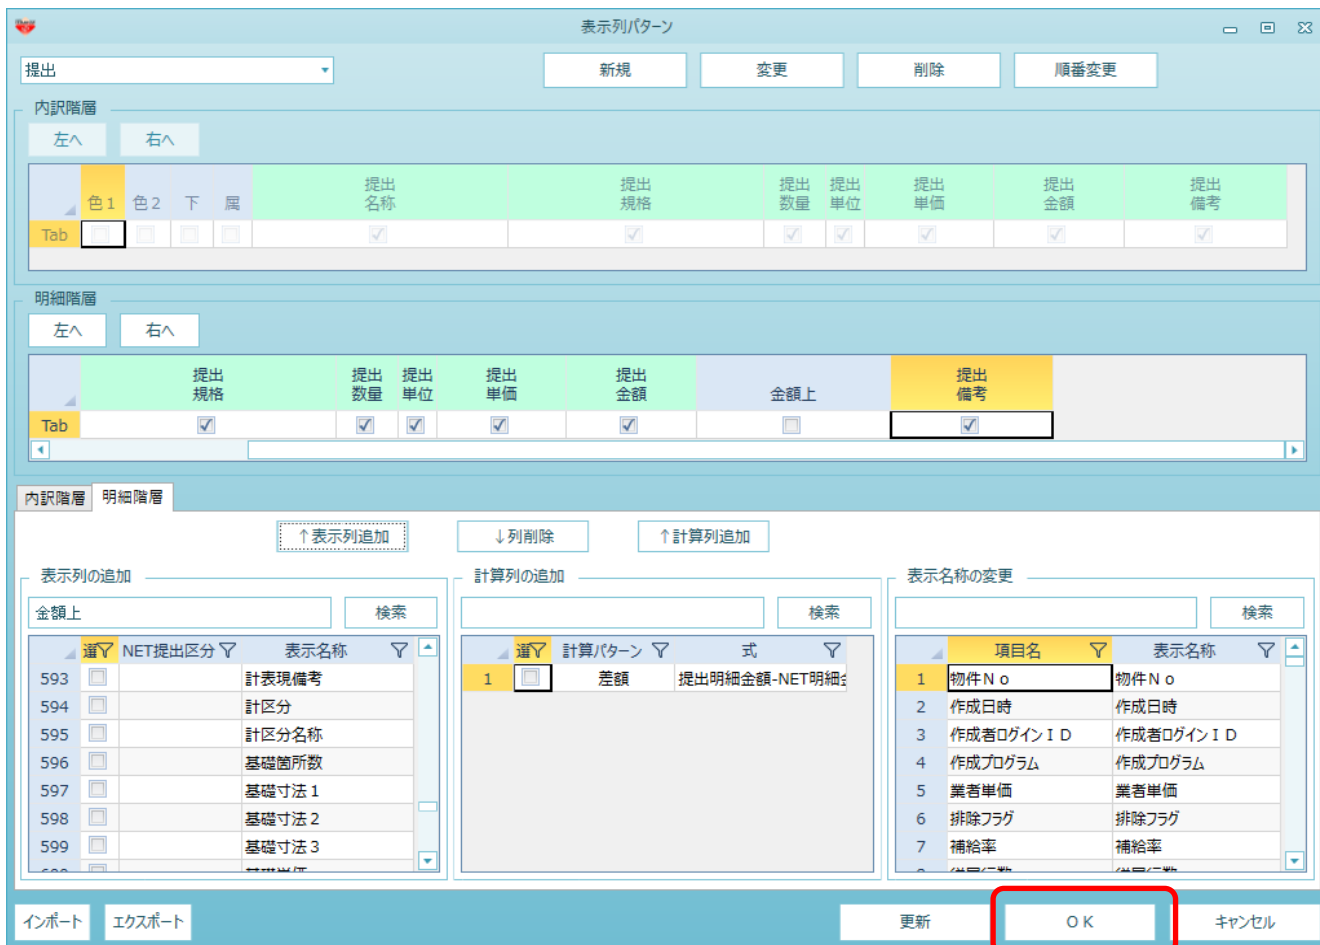 表示列パターン
提出
新規 変更 削除 順番変更
内訳階層
左へ 右へ
色1 色2 下 属 提出名称 提出規格 提出数量 提出単位 提出単価 提出金額 提出備考
Tab
明細階層
左へ 右へ
提出規格 提出数量 提出単位 提出単価 提出金額 金額上 提出備考
Tab
内訳階層 明細階層
↑表示列追加 ↓列削除 ↑計算列追加
表示列の追加
金額上 検索
NET提出区分 表示名称
593 計表現備考
594 計区分
595 計区分名称
596 基礎箇所数
597 基礎寸法1
598 基礎寸法2
599 基礎寸法3
計算列の追加
検索
計算パターン 式
1 差額 提出明細金額-NET明細
表示名称の変更
検索
項目名 表示名称
1 物件No 物件No
2 作成日時 作成日時
3 作成者ログインID 作成者ログインID
4 作成プログラム 作成プログラム
5 業者単価 業者単価
6 排除フラグ 排除フラグ
7 補給率 補給率
インポート エクスポート 更新 OK キャンセル